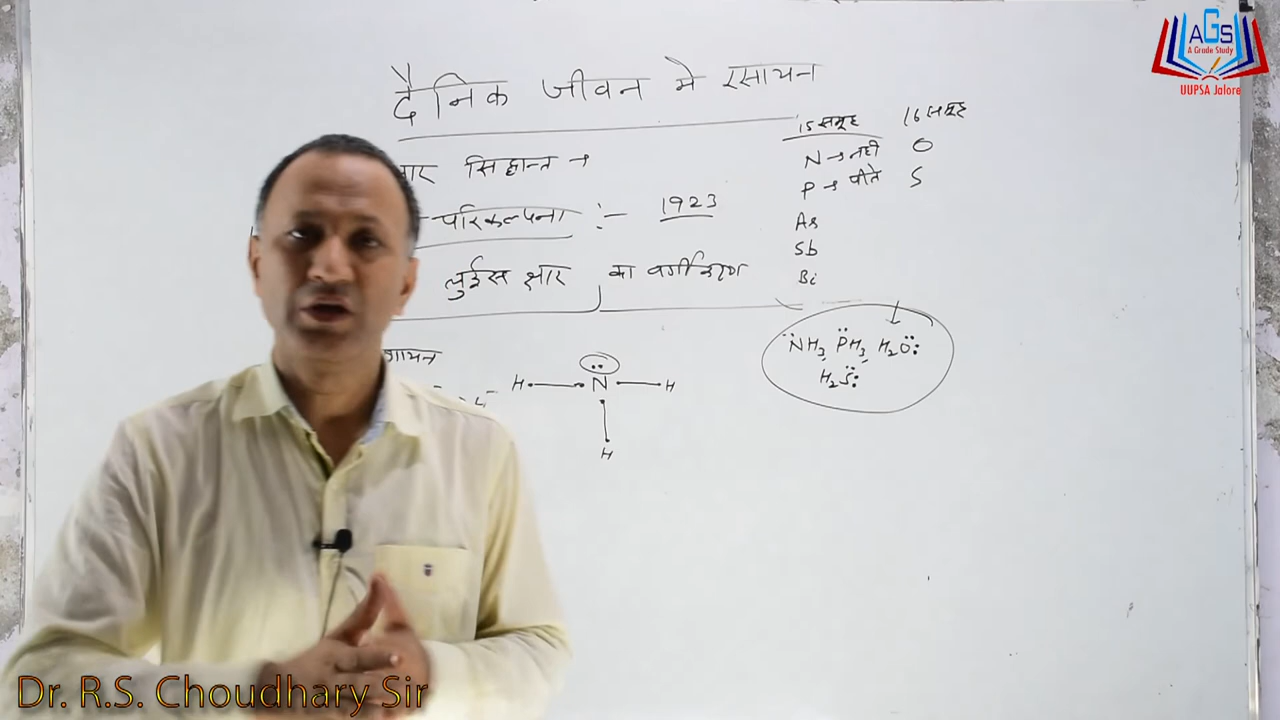 AGS
A Grade Study
UUPSA Jalore
दैनिक जीवन मे रसायन
15 समूह 16 समूह
N → नही O
P → पीते S
As
Sb
Bi
सिद्धान्त →
परिकल्पना :- 1923
लुईस क्षार का वर्गीकरण
N̈H₃ P̈H₃ H₂Ö:
H₂S̈:
H — N̈ — H
H
Dr. R.S. Choudhary Sir